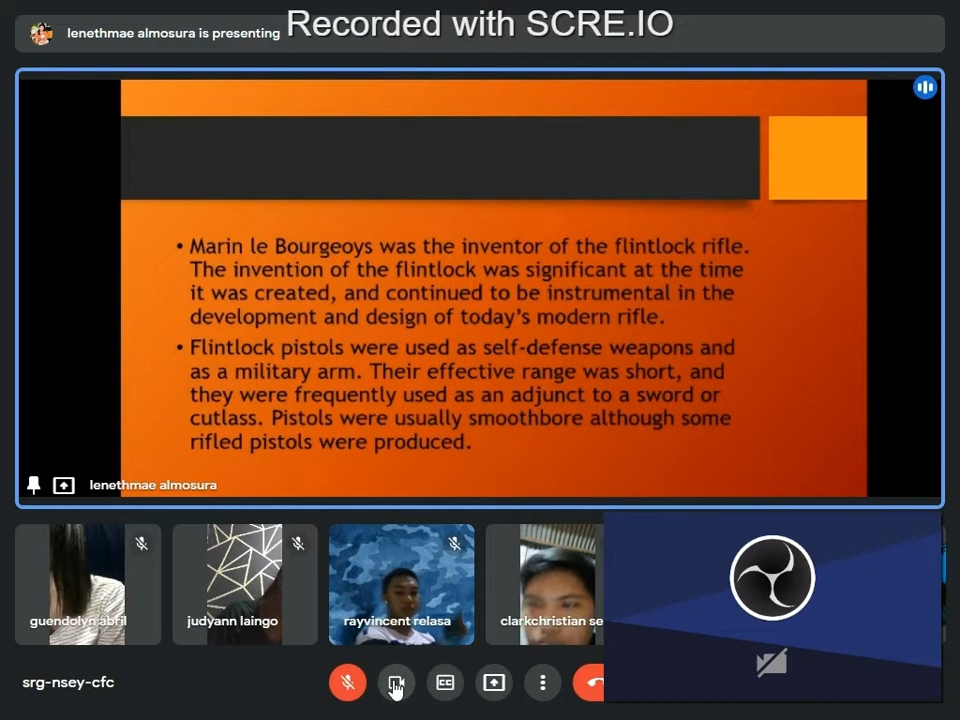 Recorded with SCRE.IO
lenethmae almosura is presenting
• Marin le Bourgeoys was the inventor of the flintlock rifle.
The invention of the flintlock was significant at the time
it was created, and continued to be instrumental in the
development and design of today's modern rifle.
• Flintlock pistols were used as self-defense weapons and
as a military arm. Their effective range was short, and
they were frequently used as an adjunct to a sword or
cutlass. Pistols were usually smoothbore although some
rifled pistols were produced.
lenethmae almosura
guendolyn abril
judyann laingo
rayvincent relasa
clarkchristian se
srg-nsey-cfc
CC